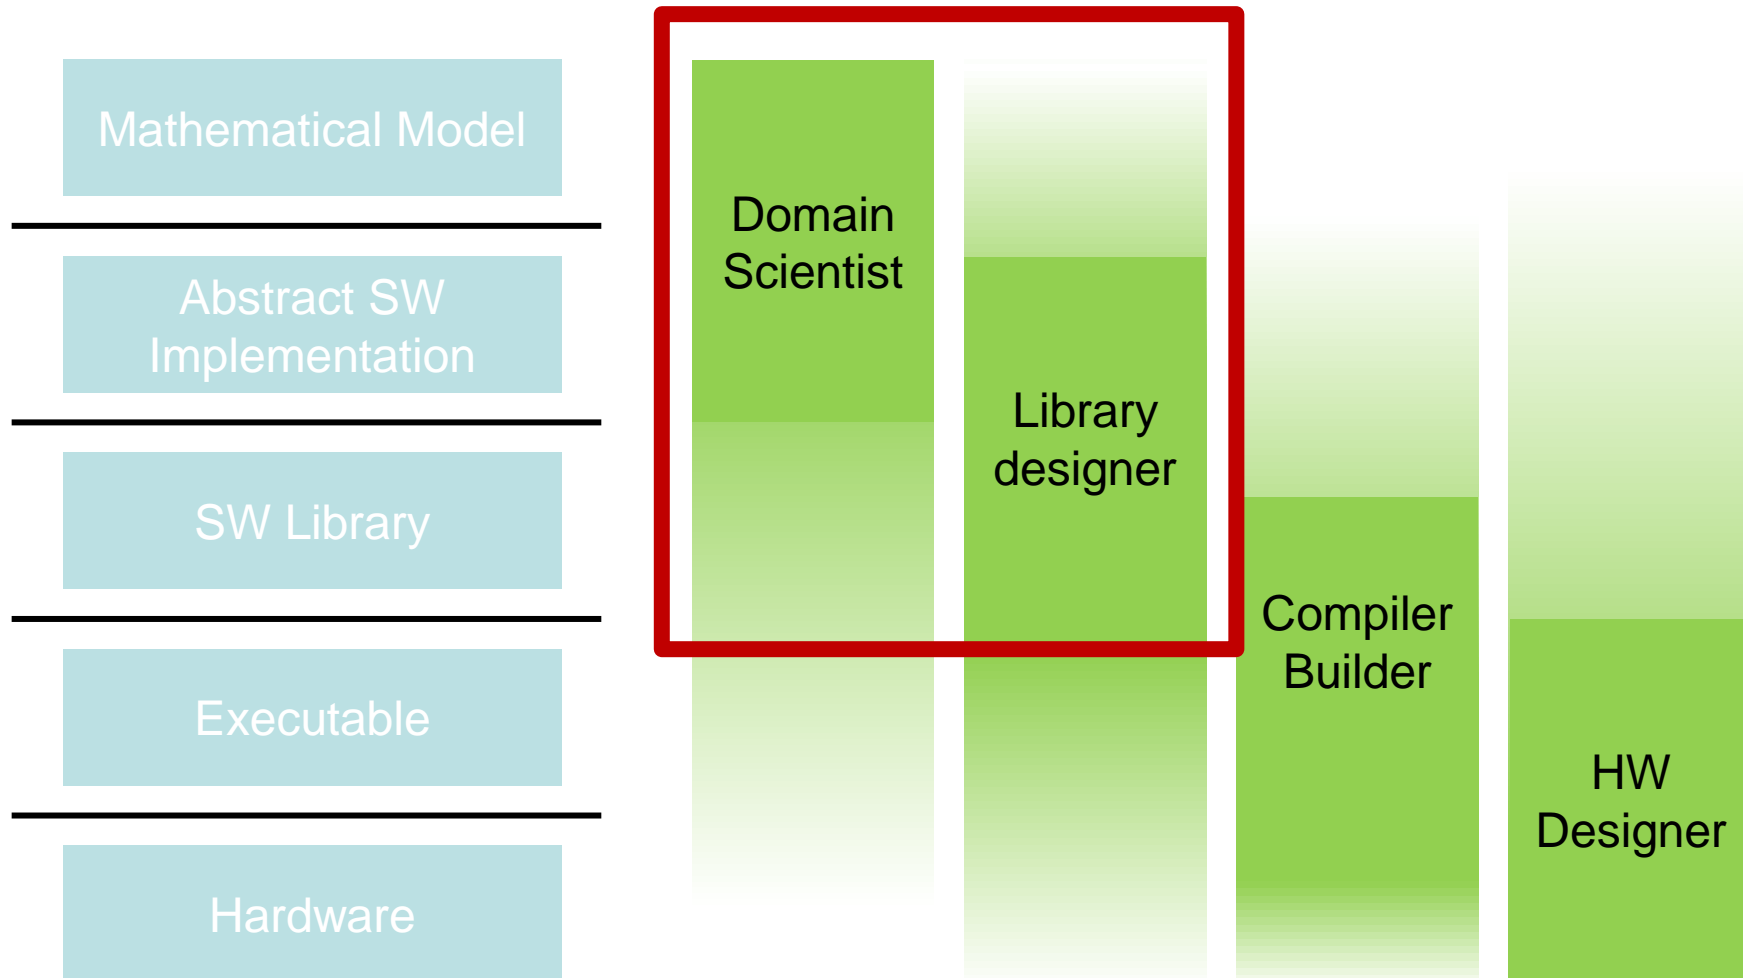 Mathematical Model
Abstract SW
Implementation
SW Library
Executable
Hardware
Domain
Scientist
Library
designer
Compiler
Builder
HW
Designer